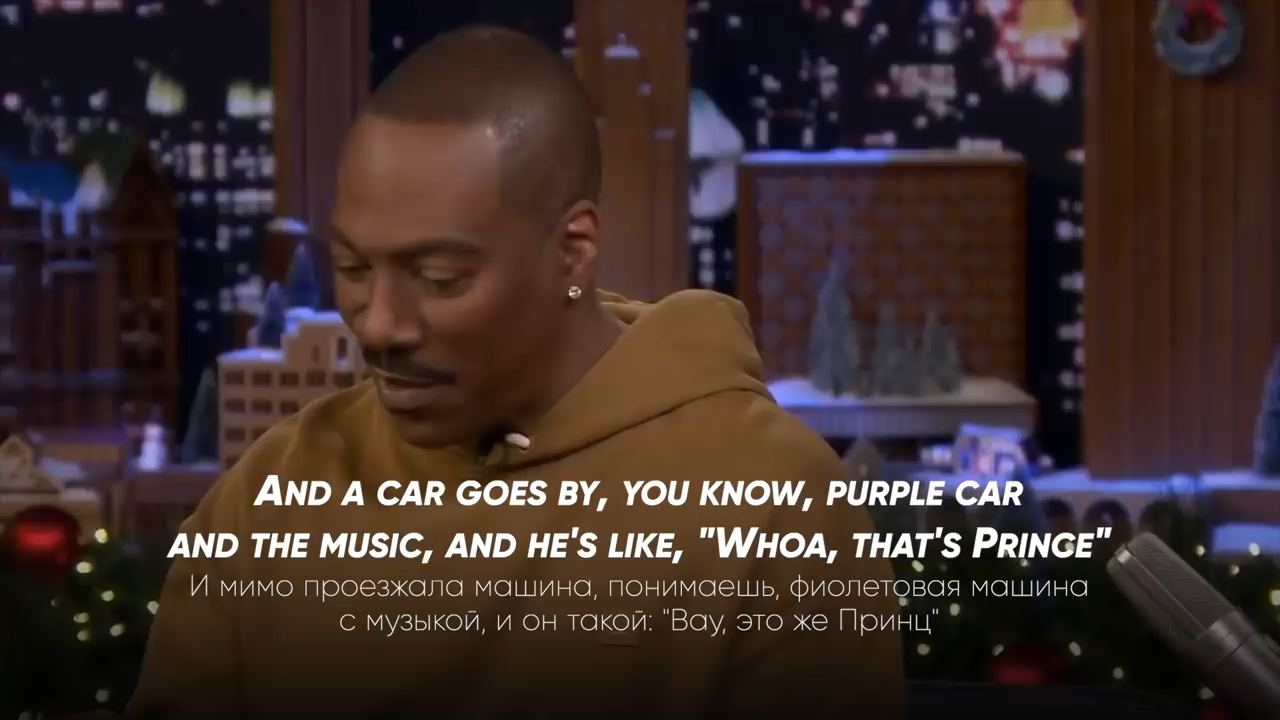 And a car goes by, you know, purple car
and the music, and he's like, "Whoa, that's Prince"
И мимо проезжала машина, понимаешь, фиолетовая машина
с музыкой, и он такой: "Вау, это же Принц"